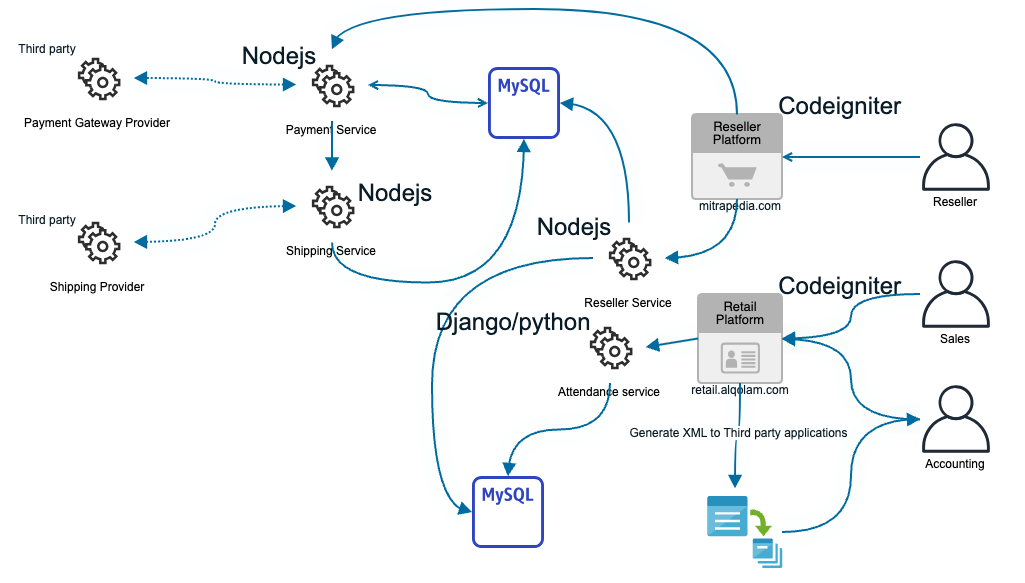 Third party
Nodejs
Payment Gateway Provider
Payment Service
MySQL
Codeigniter
Reseller
Platform
mitrapedia.com
Reseller
Third party
Nodejs
Shipping Service
Shipping Provider
Nodejs
Reseller Service
Codeigniter
Retail
Platform
retail.alqolam.com
Sales
Django/python
Attendance service
Generate XML to Third party applications
Accounting
MySQL